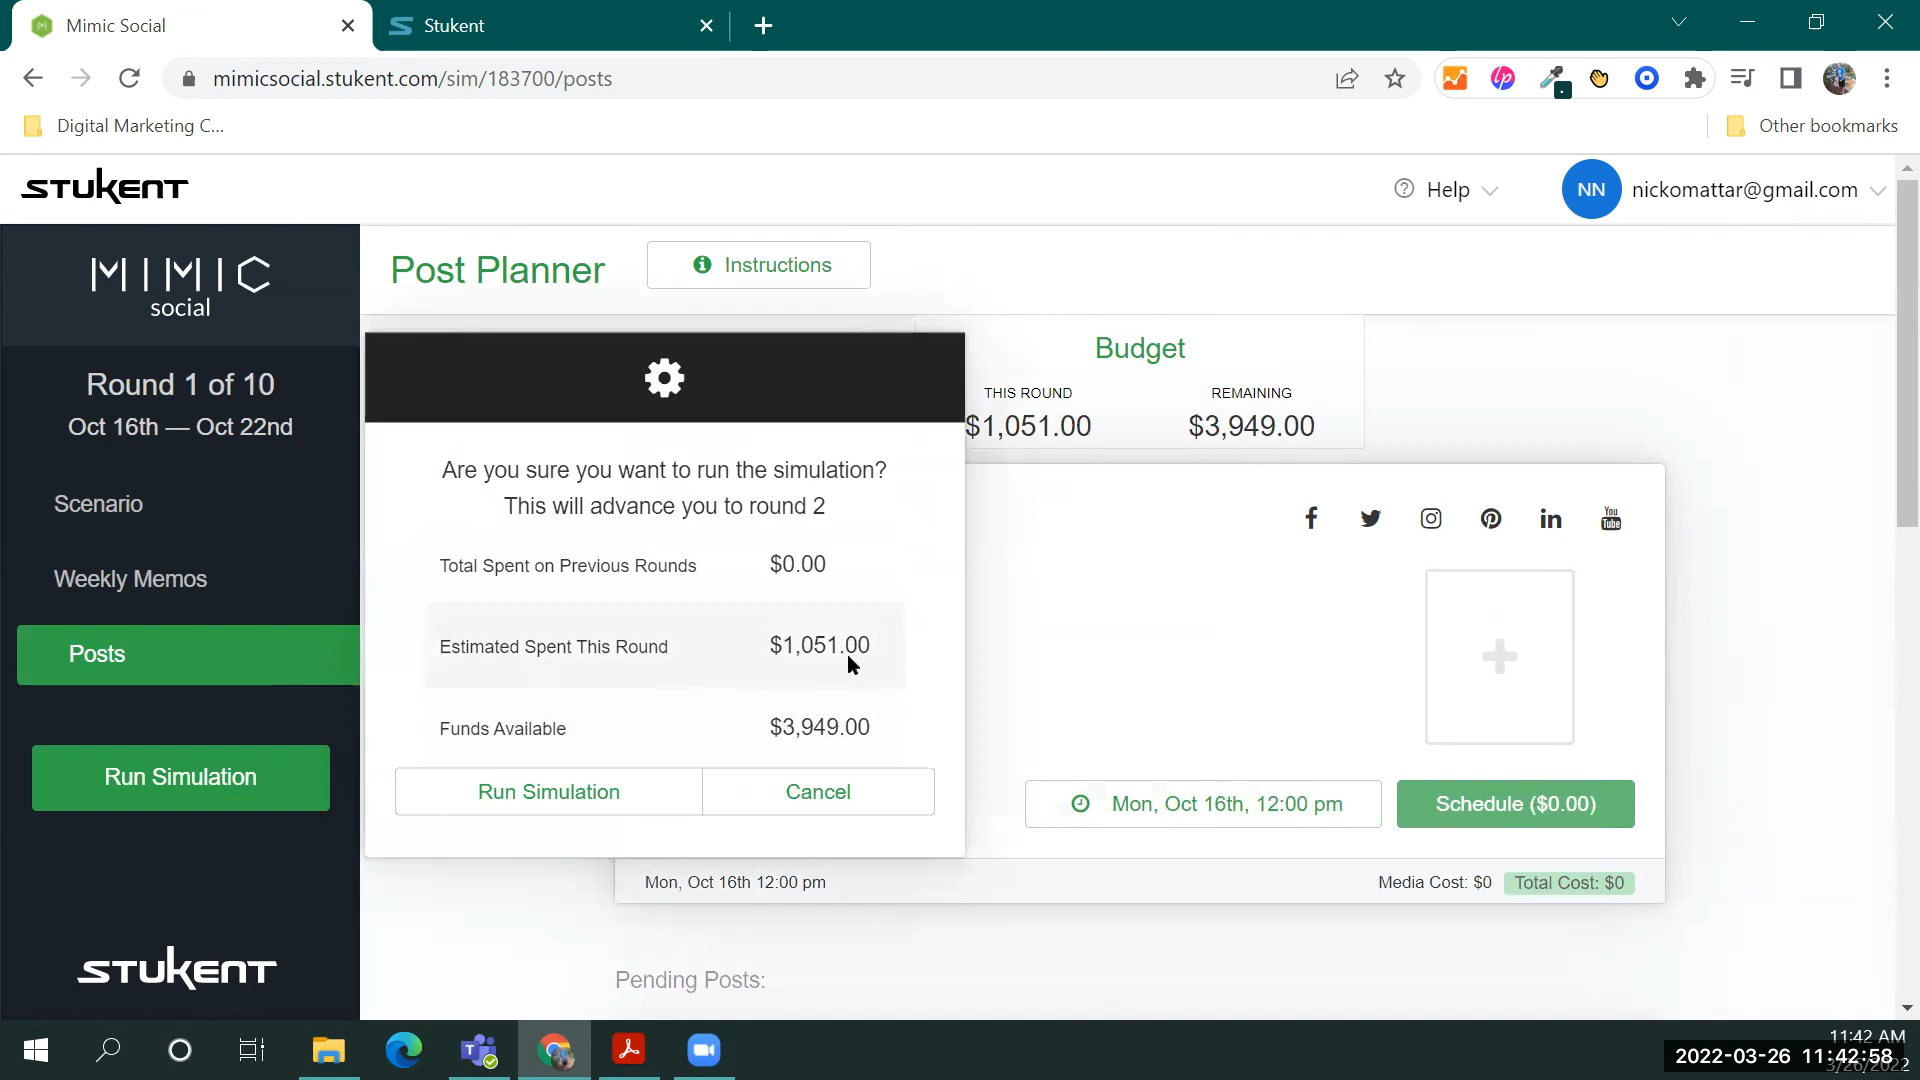 Mimic Social
Stukent
mimicsocial.stukent.com/sim/183700/posts
Digital Marketing C...
Other bookmarks
STUKENT
Help
NN
nickomattar@gmail.com
MIMIC
social
Round 1 of 10
Oct 16th — Oct 22nd
Scenario
Weekly Memos
Posts
Run Simulation
STUKENT
Post Planner
Instructions
Budget
THIS ROUND
REMAINING
$1,051.00
$3,949.00
Are you sure you want to run the simulation?
This will advance you to round 2
Total Spent on Previous Rounds
$0.00
Estimated Spent This Round
$1,051.00
Funds Available
$3,949.00
Run Simulation
Cancel
You
Tube
Mon, Oct 16th, 12:00 pm
Schedule ($0.00)
Mon, Oct 16th 12:00 pm
Media Cost: $0
Total Cost: $0
Pending Posts:
11:42 AM
2022-03-26 11:42:58